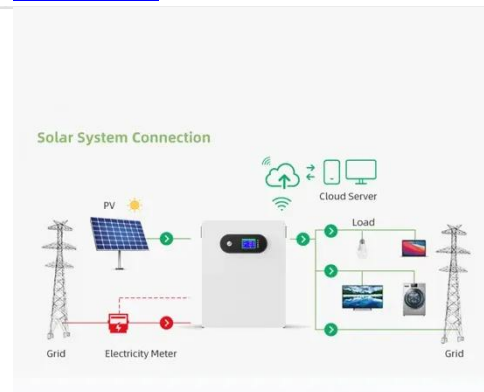 Solar System Connection
Cloud Server
PV
Load
Grid
Electricity Meter
Grid